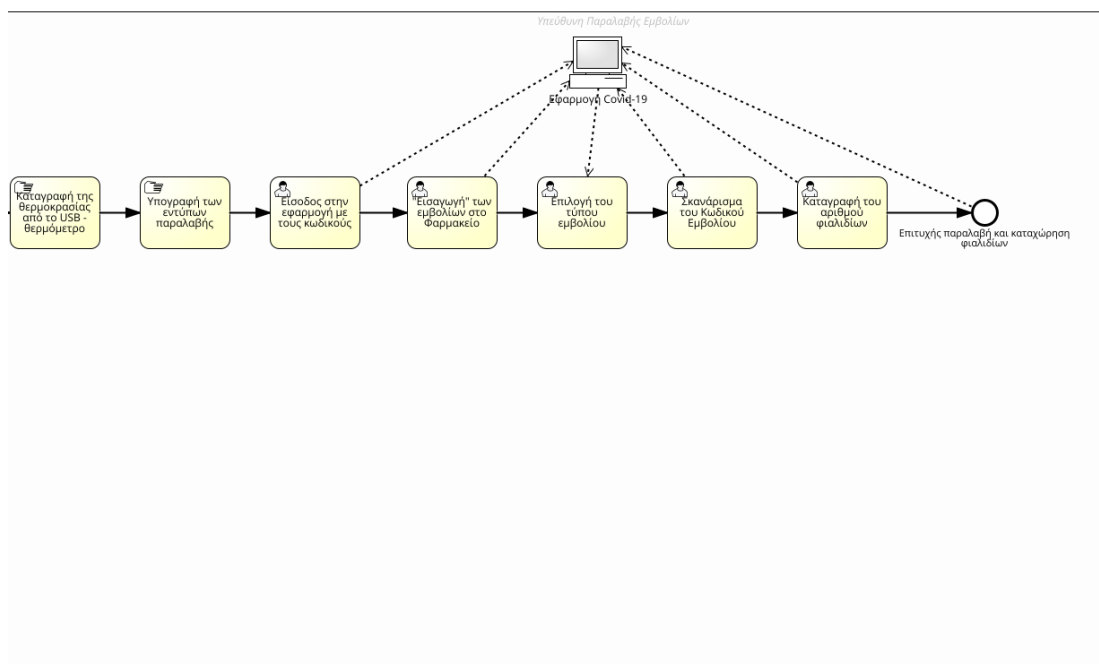 Υπεύθυνη Παραλαβής Εμβολίων
Εφαρμογή Covid-19
Καταγραφή της
θερμοκρασίας
από το USB -
θερμόμετρο
Υπογραφή των
εντύπων
παραλαβής
Είσοδος στην
εφαρμογή με
τους κωδικούς
"Εισαγωγή" των
εμβολίων στο
Φαρμακείο
Επιλογή του
τύπου
εμβολίου
Σκανάρισμα
του Κωδικού
Εμβολίου
Καταγραφή του
αριθμού
φιαλιδίων
Επιτυχής παραλαβή και καταχώρηση
φιαλιδίων